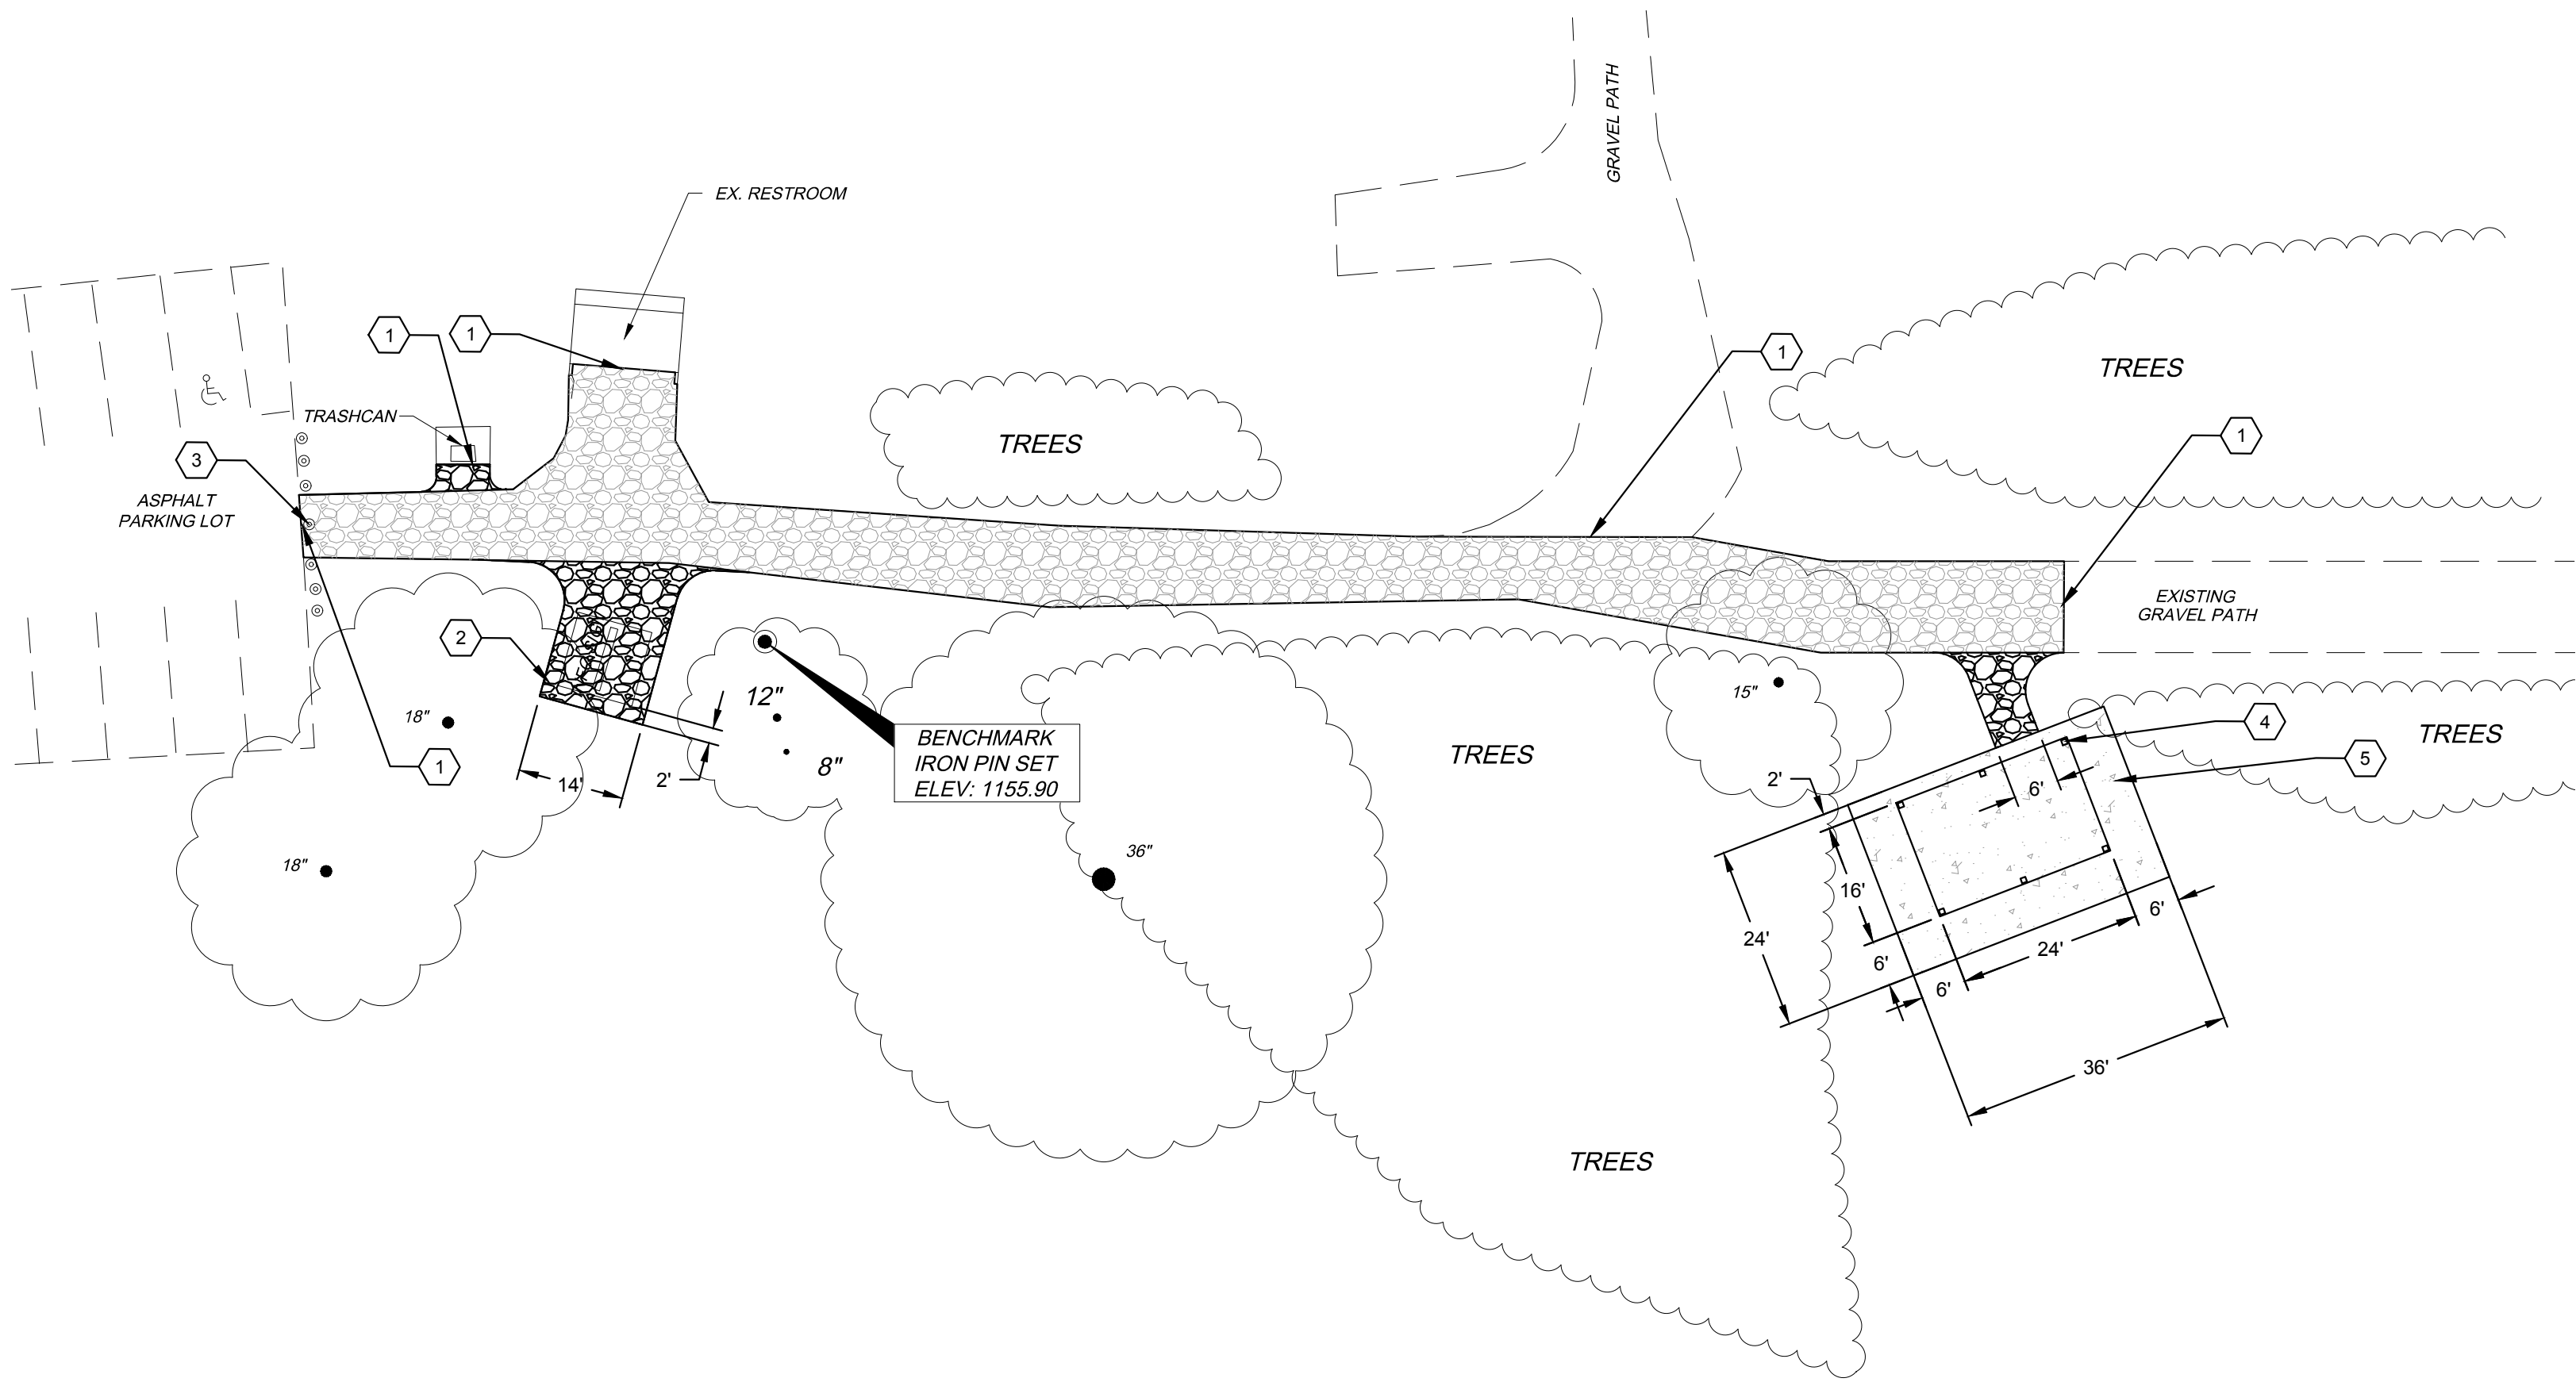 GRAVEL PATH
EX. RESTROOM
1
1
1
TREES
TRASHCAN
TREES
1
3
ASPHALT
PARKING LOT
EXISTING
GRAVEL PATH
2
15"
12"
18"
4
TREES
BENCHMARK
IRON PIN SET
ELEV: 1155.90
TREES
5
8"
1
14'
2'
2'
6'
36"
18"
16'
6'
24'
24'
6'
6'
36'
TREES